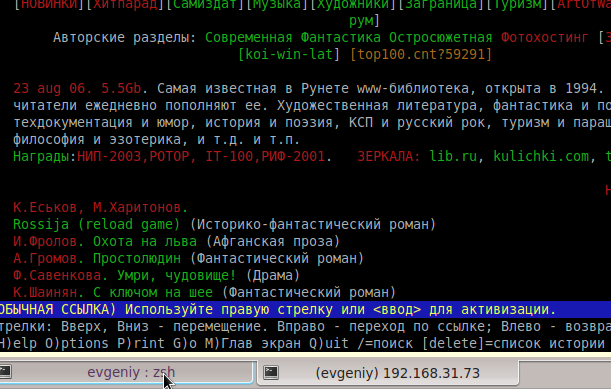 [НОВИНКИ][Хитпарад][Самиздат][Музыка][Художники][Заграница][Туризм][ArtOfWa
рум]
Авторские разделы: Современная Фантастика Остросюжетная Фотохостинг [З
[koi-win-lat] [top100.cnt?59291]
23 aug 06. 5.5Gb. Самая известная в Рунете www-библиотека, открыта в 1994.
читатели ежедневно пополняют ее. Художественная литература, фантастика и по
техдокументация и юмор, история и поэзия, КСП и русский рок, туризм и параш
философия и эзотерика, и т.д. и т.п.
Награды:НИП-2003,РОТОР, IT-100,РИФ-2001. ЗЕРКАЛА: lib.ru, kulichki.com, t
Н
К.Еськов, М.Харитонов.
Rossija (reload game) (Историко-фантастический роман)
И.Фролов. Охота на льва (Афганская проза)
А.Громов. Простолюдин (Фантастический роман)
Ф.Савенкова. Умри, чудовище! (Драма)
К.Шаинян. С ключом на шее (Фантастический роман)
ОБЫЧНАЯ ССЫЛКА) Используйте правую стрелку или <ввод> для активизации.
трелки: Вверх, Вниз - перемещение. Вправо - переход по ссылке; Влево - возвра
H)elp O)ptions P)rint G)o M)Глав экран Q)uit /=поиск [delete]=список истории
evgeniy : zsh
(evgeniy) 192.168.31.73